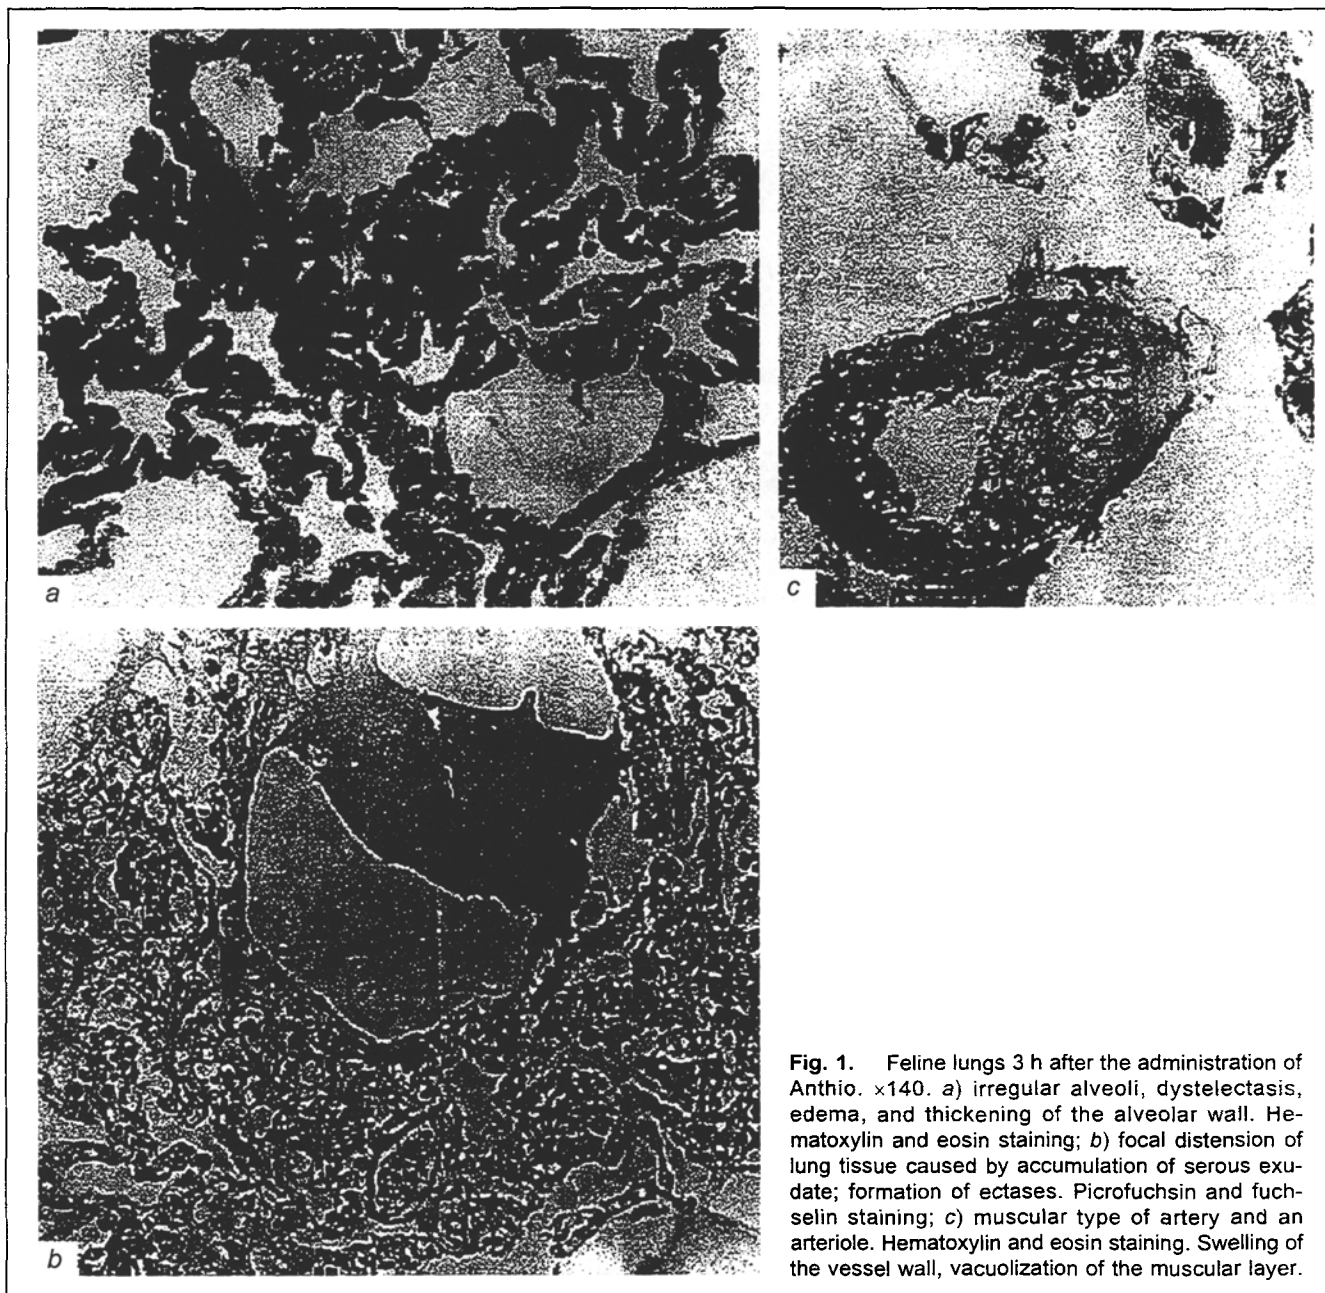 a
c
b
Fig. 1. Feline lungs 3 h after the administration of
Anthio. ×140. a) irregular alveoli, dystelectasis,
edema, and thickening of the alveolar wall. He-
matoxylin and eosin staining; b) focal distension of
lung tissue caused by accumulation of serous exu-
date; formation of ectases. Picrofuchsin and fuch-
selin staining; c) muscular type of artery and an
arteriole. Hematoxylin and eosin staining. Swelling of
the vessel wall, vacuolization of the muscular layer.